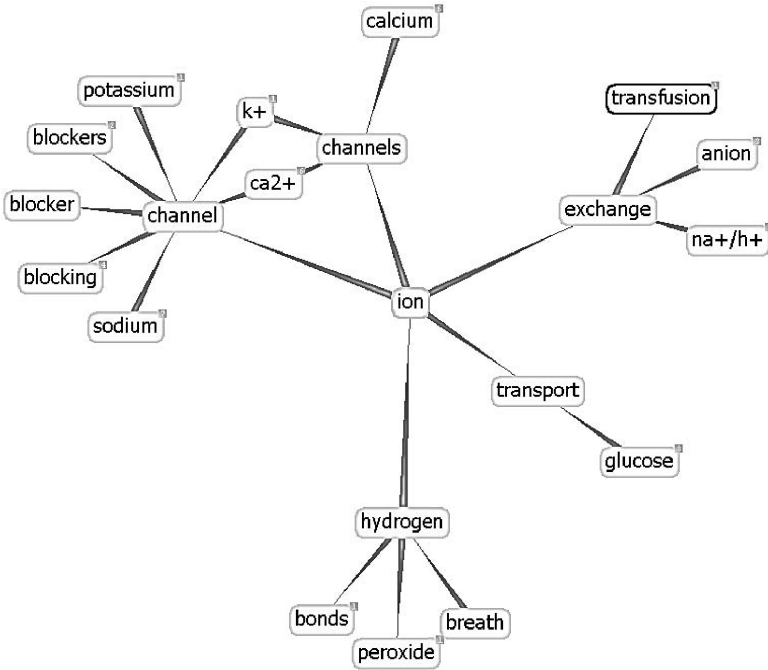 calcium
potassium
transfusion
k+
blockers
channels
anion
ca2+
blocker
channel
exchange
na+/h+
blocking
ion
sodium
transport
glucose
hydrogen
bonds
breath
peroxide